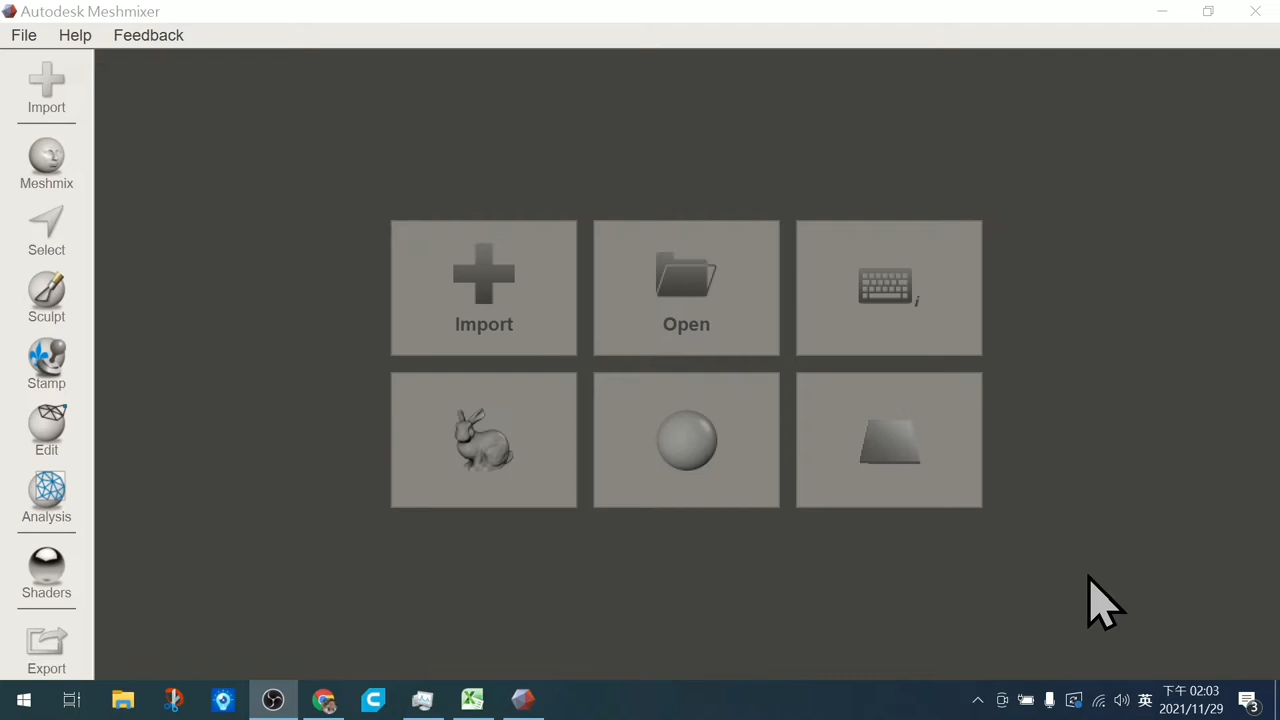 Autodesk Meshmixer
File Help Feedback
Import
Meshmix
Select
Sculpt
Stamp
Edit
Analysis
Shaders
Export
Import
Open
i
英
下午 02:03
2021/11/29
3